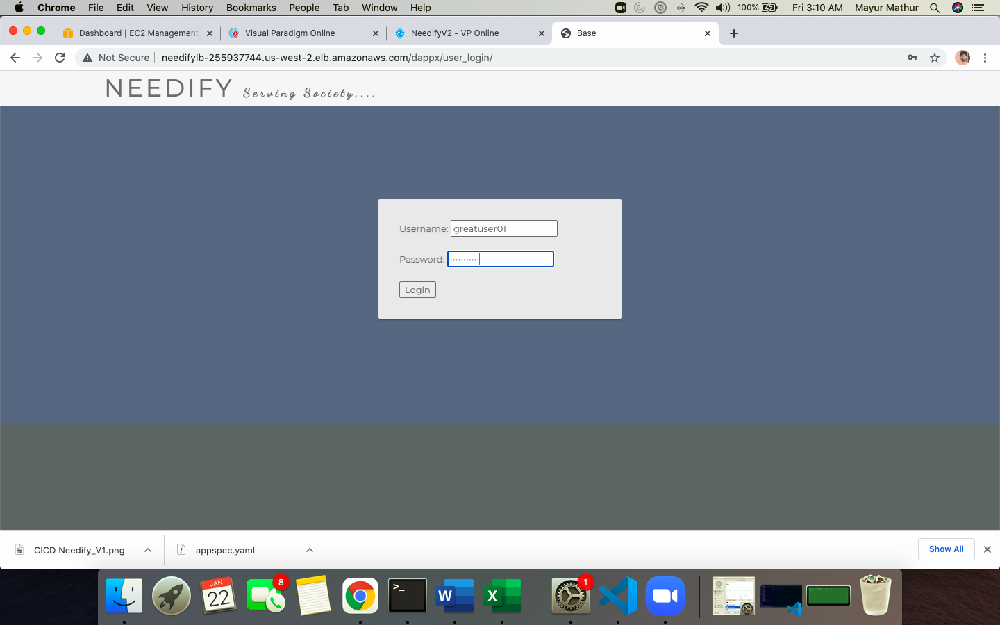 Chrome File Edit View History Bookmarks People Tab Window Help 100% Fri 3:10 AM Mayur Mathur
Dashboard | EC2 Management Visual Paradigm Online NeedifyV2 - VP Online Base
Not Secure needifylb-255937744.us-west-2.elb.amazonaws.com/dappx/user_login/
NEEDIFY Serving Society....
Username: greatuser01
Password: •••••••••••
Login
CICD Needify_V1.png appspec.yaml Show All
JAN
22
8
>_
W
X
1